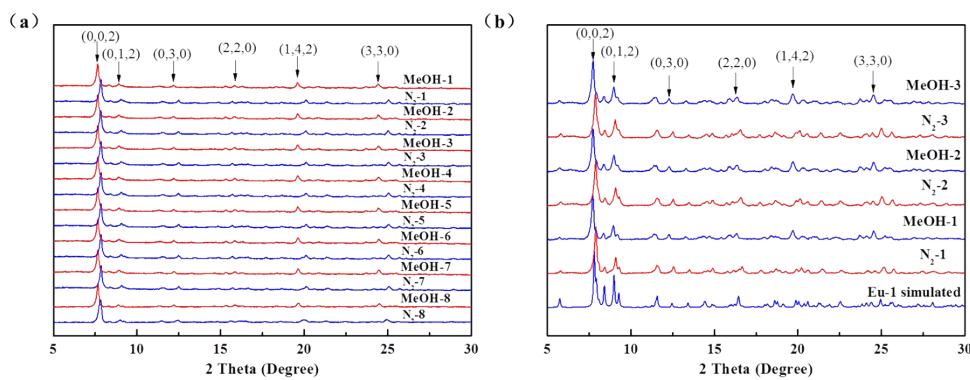 (a)
(0,0,2)
(0,1,2)
(0,3,0)
(2,2,0)
(1,4,2)
(3,3,0)
MeOH-1
N2-1
MeOH-2
N2-2
MeOH-3
N2-3
MeOH-4
N2-4
MeOH-5
N2-5
MeOH-6
N2-6
MeOH-7
N2-7
MeOH-8
N2-8
5 10 15 20 25 30
2 Theta (Degree)
(b)
(0,0,2)
(0,1,2)
(0,3,0)
(2,2,0)
(1,4,2)
(3,3,0)
MeOH-3
N2-3
MeOH-2
N2-2
MeOH-1
N2-1
Eu-1 simulated
5 10 15 20 25 30
2 Theta (Degree)